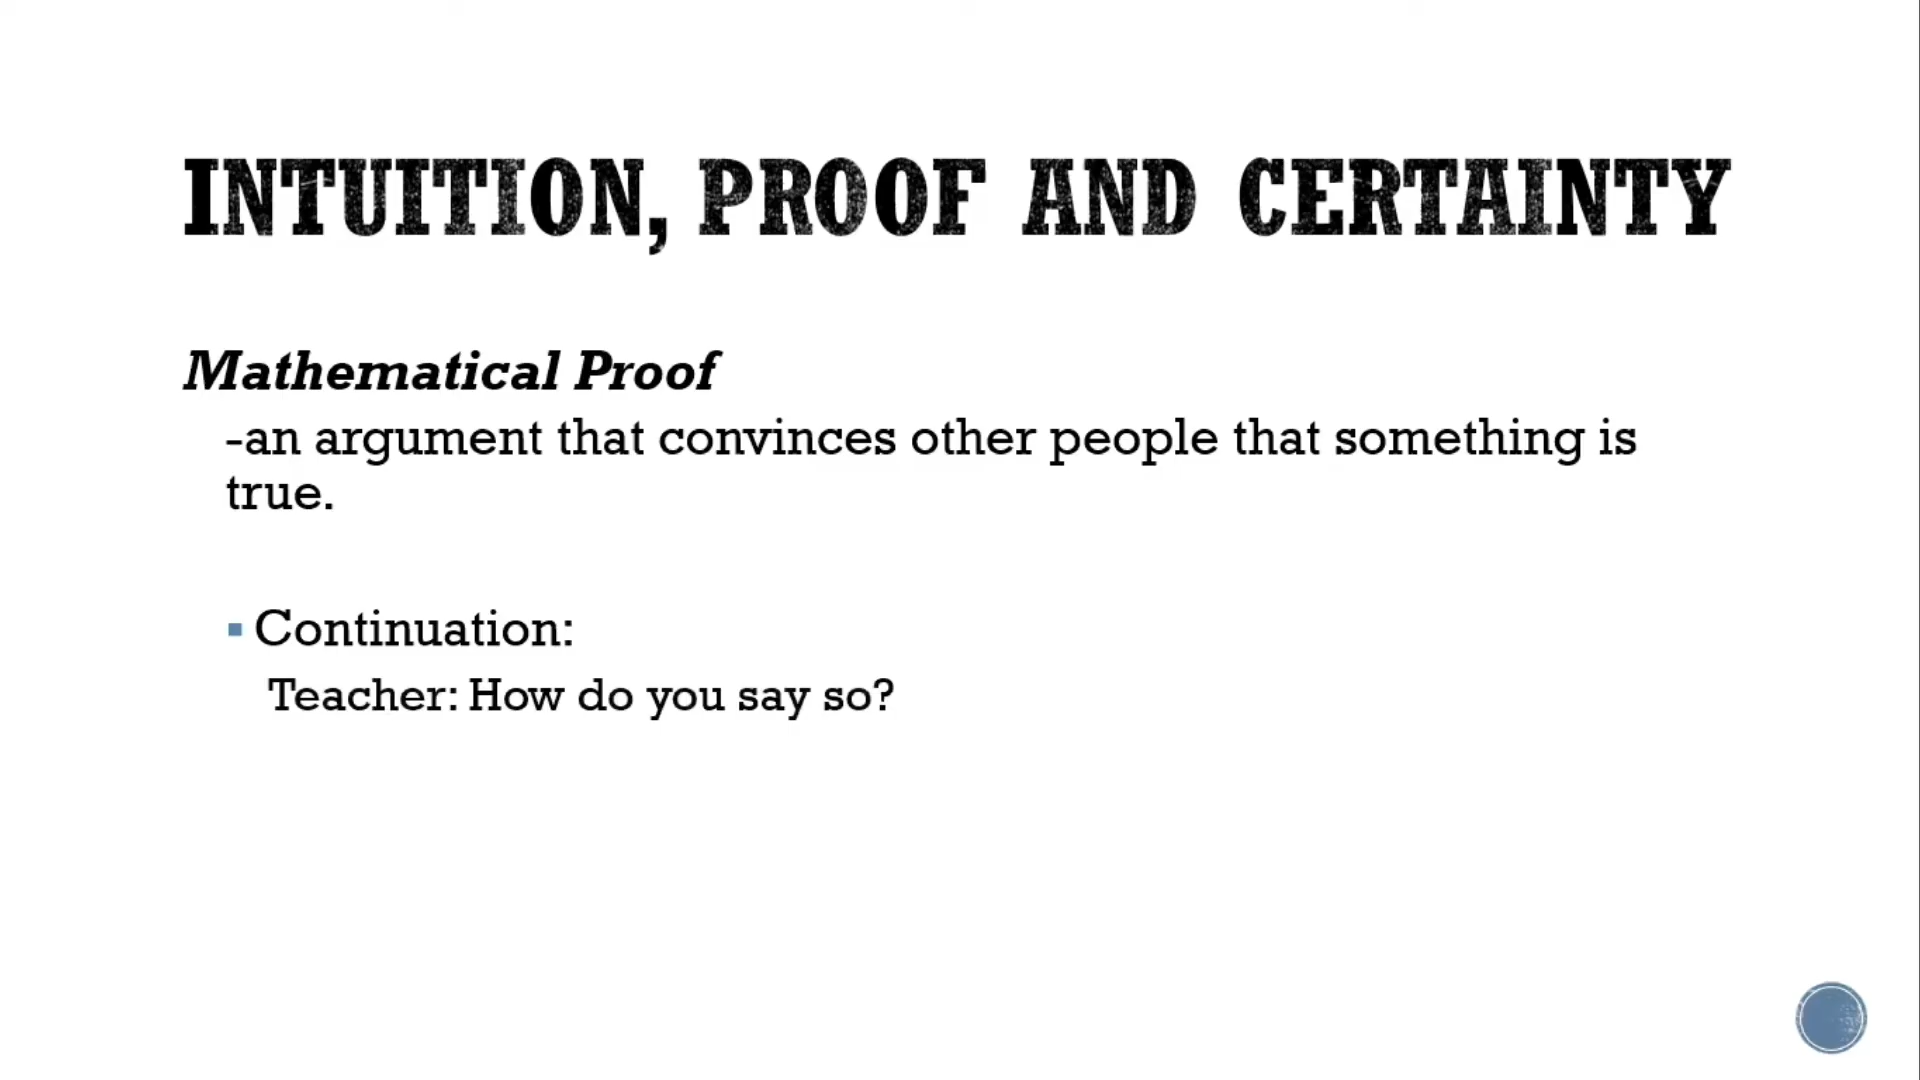 INTUITION, PROOF AND CERTAINTY
Mathematical Proof
-an argument that convinces other people that something is
true.
▪ Continuation:
Teacher: How do you say so?